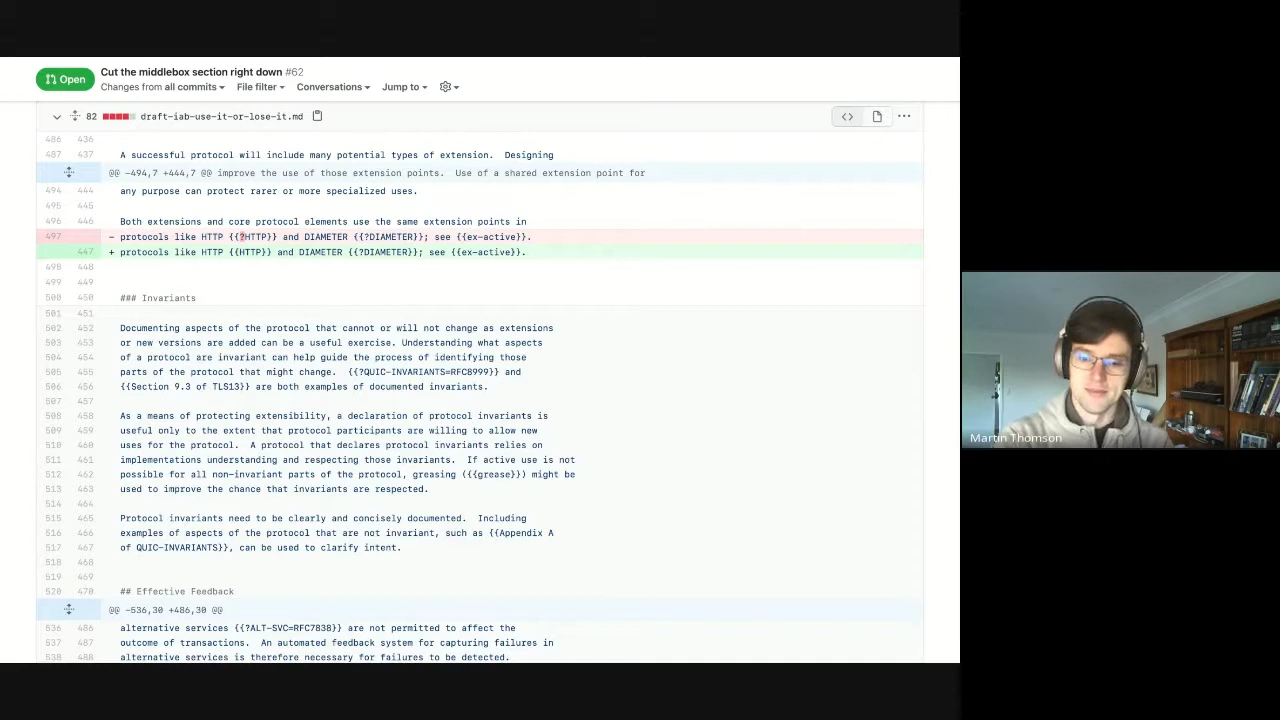 Open
Cut the middlebox section right down #62
Changes from all commits File filter Conversations Jump to
82 draft-iab-use-it-or-lose-it.md
486 436
487 437 A successful protocol will include many potential types of extension.  Designing
@@ -494,7 +444,7 @@ improve the use of those extension points.  Use of a shared extension point for
494 444 any purpose can protect rarer or more specialized uses.
495 445
496 446 Both extensions and core protocol elements use the same extension points in
497 - protocols like HTTP {{?HTTP}} and DIAMETER {{?DIAMETER}}; see {{ex-active}}.
447 + protocols like HTTP {{HTTP}} and DIAMETER {{?DIAMETER}}; see {{ex-active}}.
498 448
499 449
500 450 ### Invariants
501 451
502 452 Documenting aspects of the protocol that cannot or will not change as extensions
503 453 or new versions are added can be a useful exercise. Understanding what aspects
504 454 of a protocol are invariant can help guide the process of identifying those
505 455 parts of the protocol that might change.  {{?QUIC-INVARIANTS=RFC8999}} and
506 456 {{Section 9.3 of TLS13}} are both examples of documented invariants.
507 457
508 458 As a means of protecting extensibility, a declaration of protocol invariants is
509 459 useful only to the extent that protocol participants are willing to allow new
510 460 uses for the protocol.  A protocol that declares protocol invariants relies on
511 461 implementations understanding and respecting those invariants.  If active use is not
512 462 possible for all non-invariant parts of the protocol, greasing ({{grease}}) might be
513 463 used to improve the chance that invariants are respected.
514 464
515 465 Protocol invariants need to be clearly and concisely documented.  Including
516 466 examples of aspects of the protocol that are not invariant, such as {{Appendix A
517 467 of QUIC-INVARIANTS}}, can be used to clarify intent.
518 468
519 469
520 470 ## Effective Feedback
@@ -536,30 +486,30 @@
536 486 alternative services {{?ALT-SVC=RFC7838}} are not permitted to affect the
537 487 outcome of transactions.  An automated feedback system for capturing failures in
538 488 alternative services is therefore necessary for failures to be detected.
Martin Thomson